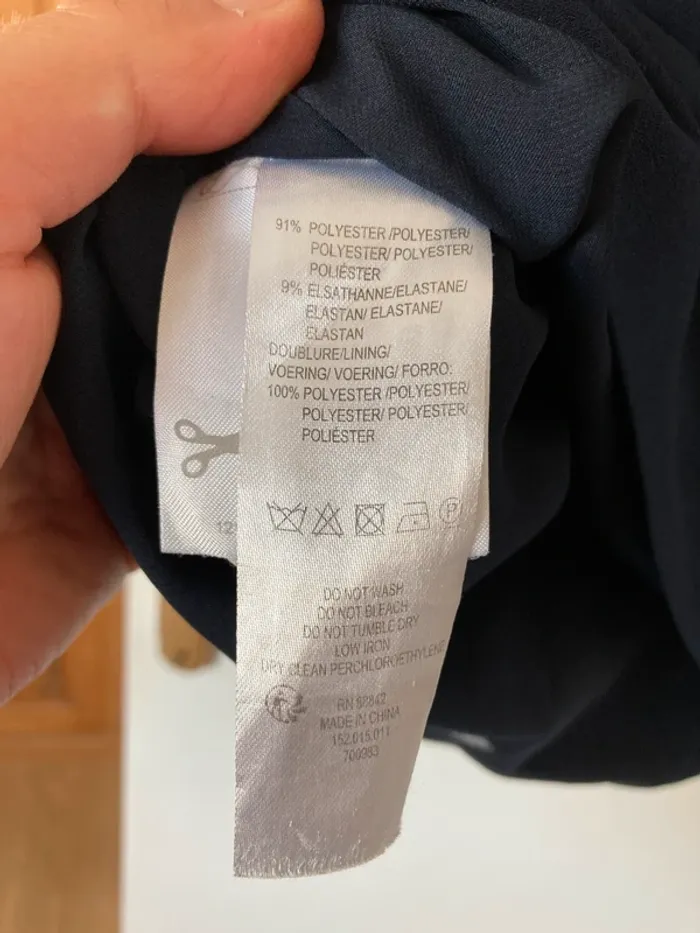 91% POLYESTER /POLYESTER/
POLYESTER/ POLYESTER/
POLIÉSTER
9% ELSATHANNE/ELASTANE/
ELASTAN/ ELASTANE/
ELASTAN
DOUBLURE/LINING/
VOERING/ VOERING/ FORRO:
100% POLYESTER /POLYESTER/
POLYESTER/ POLYESTER/
POLIÉSTER
P
DO NOT WASH
DO NOT BLEACH
DO NOT TUMBLE DRY
LOW IRON
DRY CLEAN PERCHLOROETHYLENE
RN
MADE IN CHINA
152.015.011
700983